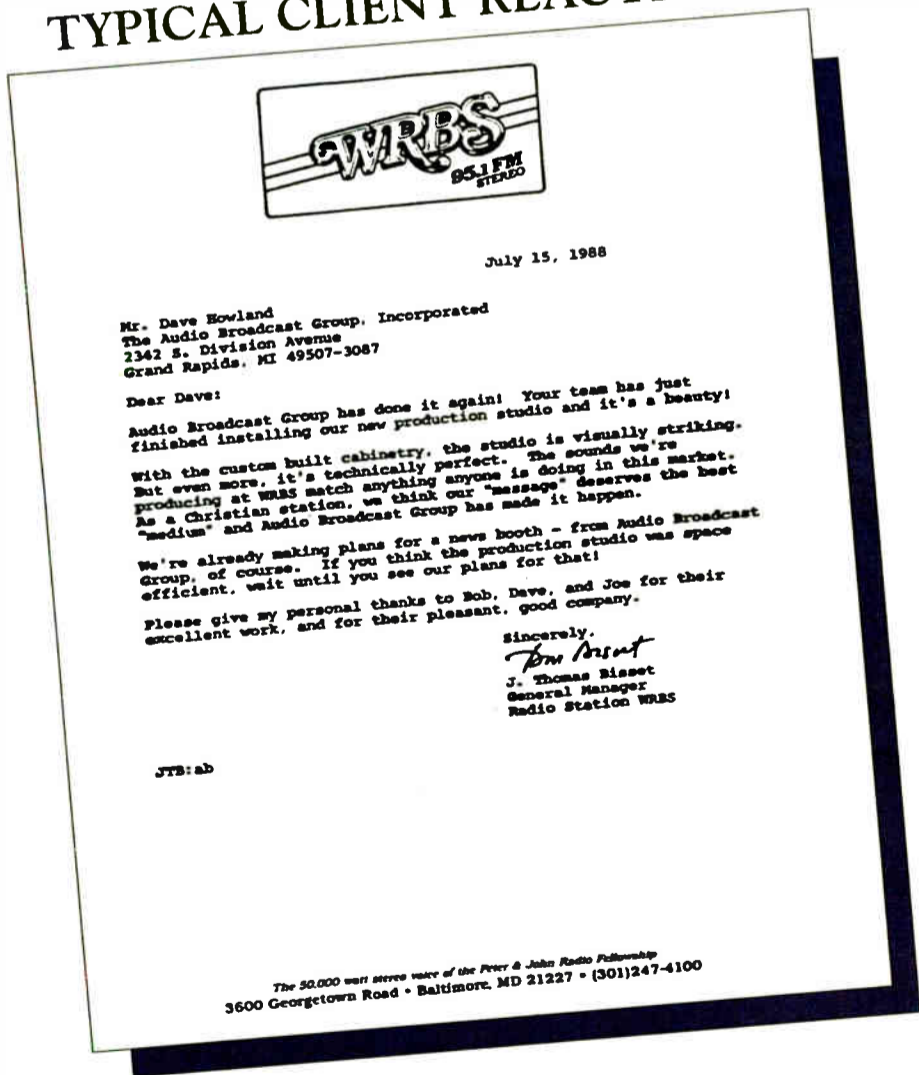 TYPICAL CLIENT
WRBS
95.1 FM
STEREO
July 15, 1988
Mr. Dave Howland
The Audio Broadcast Group, Incorporated
2342 S. Division Avenue
Grand Rapids, MI 49507-3087
Dear Dave:
Audio Broadcast Group has done it again! Your team has just
finished installing our new production studio and it's a beauty!
With the custom built cabinetry, the studio is visually striking.
But even more, it's technically perfect. The sounds we're
producing at WRBS match anything anyone is doing in this market.
As a Christian station, we think our "message" deserves the best
"medium" and Audio Broadcast Group has made it happen.
We're already making plans for a news booth - from Audio Broadcast
Group, of course. If you think the production studio was space
efficient, wait until you see our plans for that!
Please give my personal thanks to Bob, Dave, and Joe for their
excellent work, and for their pleasant, good company.
Sincerely,
Tom Bisset
J. Thomas Bisset
General Manager
Radio Station WRBS
JTB:ab
The 50,000 watt stereo voice of the Peter & John Radio Fellowship
3600 Georgetown Road • Baltimore, MD 21227 • (301)247-4100